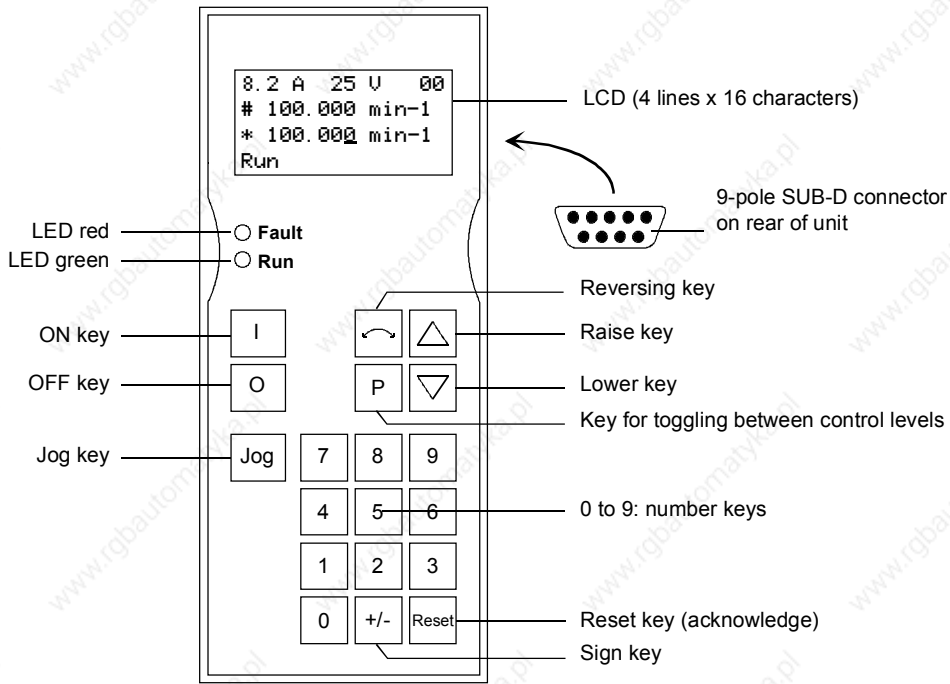 8.2 A 25 V 00
# 100.000 min-1
* 100.000 min-1
Run
LCD (4 lines x 16 characters)
9-pole SUB-D connector
on rear of unit
LED red
Fault
LED green
Run
Reversing key
ON key
I
Raise key
OFF key
O
P
Lower key
Key for toggling between control levels
Jog key
Jog
7
8
9
4
5
6
0 to 9: number keys
1
2
3
0
+/-
Reset
Reset key (acknowledge)
Sign key
www.rgbautomatyka.pl